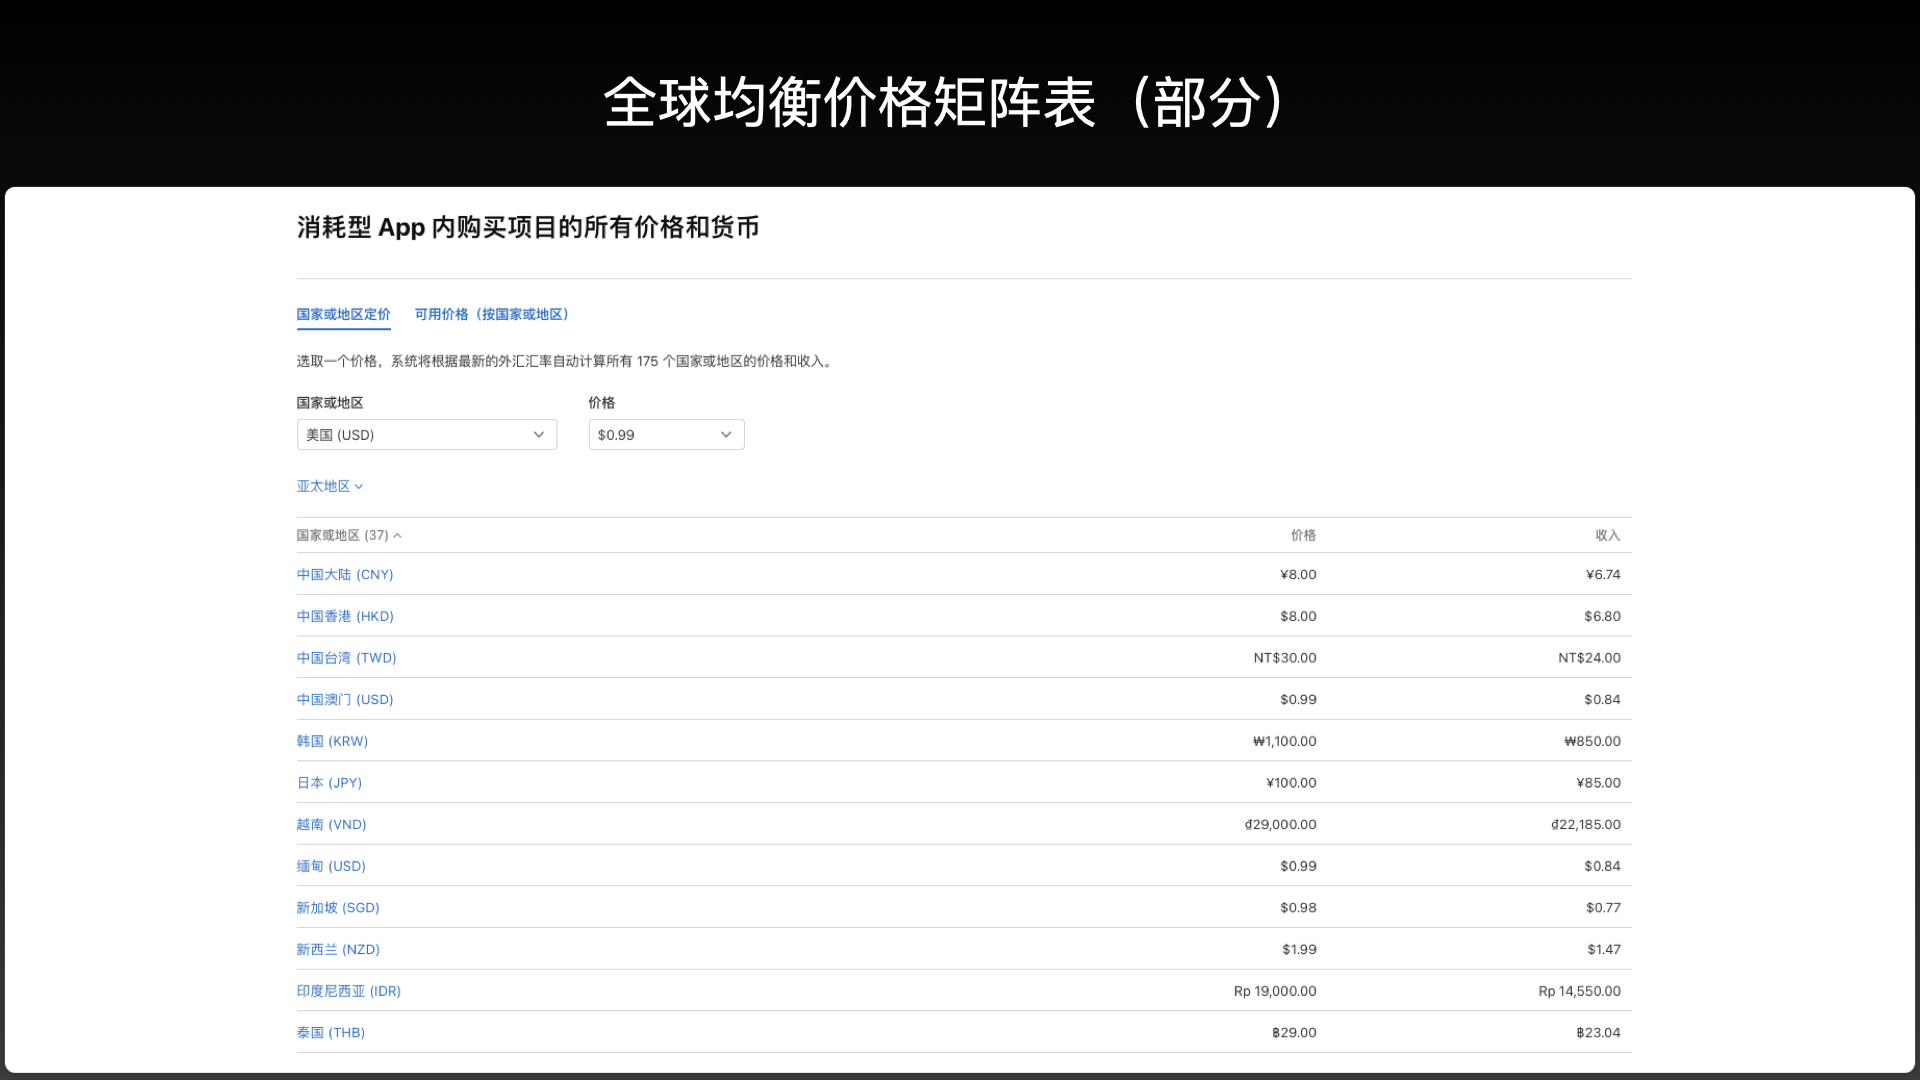 全球均衡价格矩阵表（部分）
消耗型 App 内购买项目的所有价格和货币
国家或地区定价 可用价格（按国家或地区）
选取一个价格，系统将根据最新的外汇汇率自动计算所有 175 个国家或地区的价格和收入。
国家或地区 价格
美国 (USD) $0.99
亚太地区
国家或地区 (37) 价格 收入
中国大陆 (CNY) ¥8.00 ¥6.74
中国香港 (HKD) $8.00 $6.80
中国台湾 (TWD) NT$30.00 NT$24.00
中国澳门 (USD) $0.99 $0.84
韩国 (KRW) ₩1,100.00 ₩850.00
日本 (JPY) ¥100.00 ¥85.00
越南 (VND) ₫29,000.00 ₫22,185.00
缅甸 (USD) $0.99 $0.84
新加坡 (SGD) $0.98 $0.77
新西兰 (NZD) $1.99 $1.47
印度尼西亚 (IDR) Rp 19,000.00 Rp 14,550.00
泰国 (THB) ฿29.00 ฿23.04